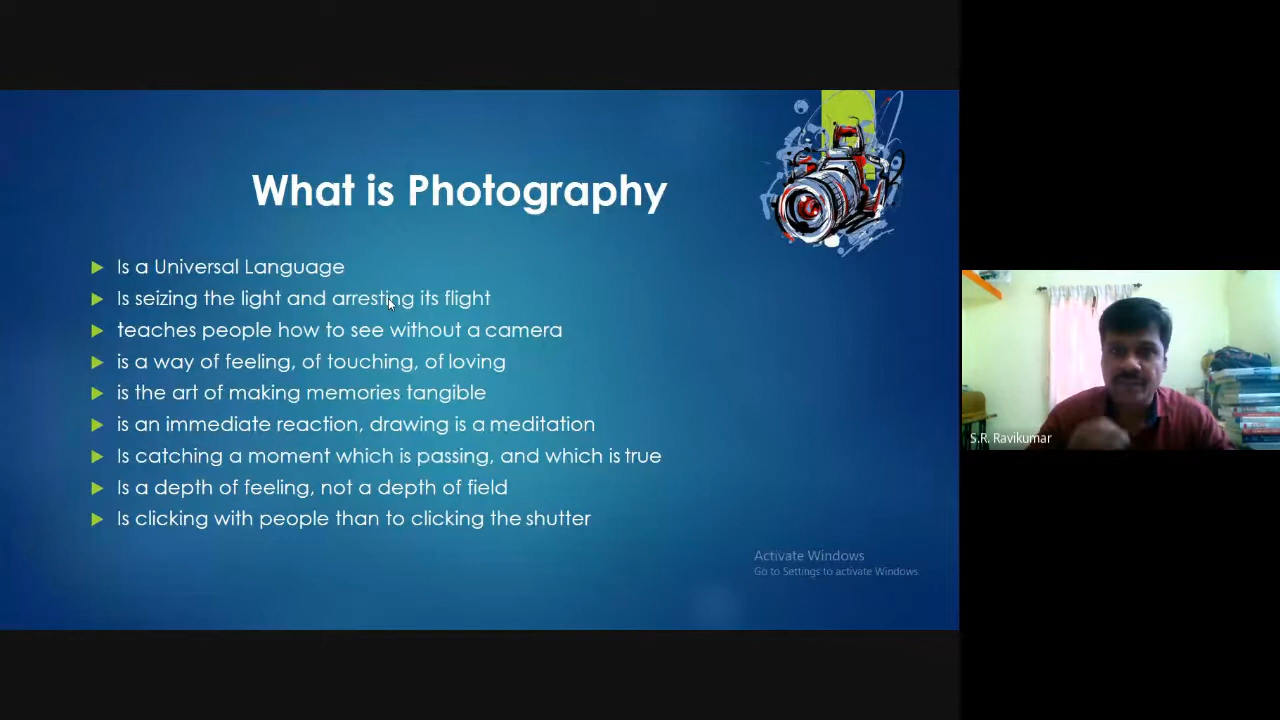 What is Photography
Is a Universal Language
Is seizing the light and arresting its flight
teaches people how to see without a camera
is a way of feeling, of touching, of loving
is the art of making memories tangible
is an immediate reaction, drawing is a meditation
Is catching a moment which is passing, and which is true
Is a depth of feeling, not a depth of field
Is clicking with people than to clicking the shutter
Activate Windows
Go to Settings to activate Windows.
S.R. Ravikumar